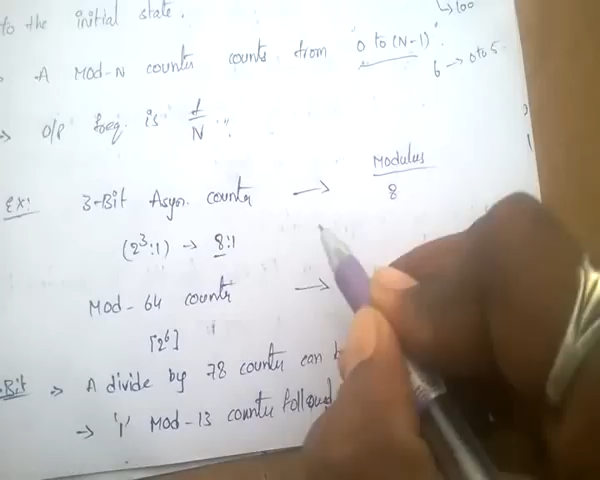 to the initial state.
↳100
A MOD-N counter counts from "0 to (N-1)".
6 → 0 to 5.
→ O/P freq. is f/N
Modulus
Ex: 3-Bit Asyn. counter → 8
(2³:1) → 8:1
Mod-64 counter →
[2⁶]
Bit → A divide by 78 counter can
→ '1' Mod-13 counter followed